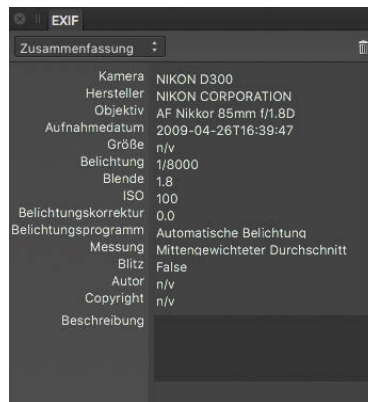 EXIF
Zusammenfassung
Kamera NIKON D300
Hersteller NIKON CORPORATION
Objektiv AF Nikkor 85mm f/1.8D
Aufnahmedatum 2009-04-26T16:39:47
Größe n/v
Belichtung 1/8000
Blende 1.8
ISO 100
Belichtungskorrektur 0.0
Belichtungsprogramm Automatische Belichtung
Messung Mittengewichteter Durchschnitt
Blitz False
Autor n/v
Copyright n/v
Beschreibung